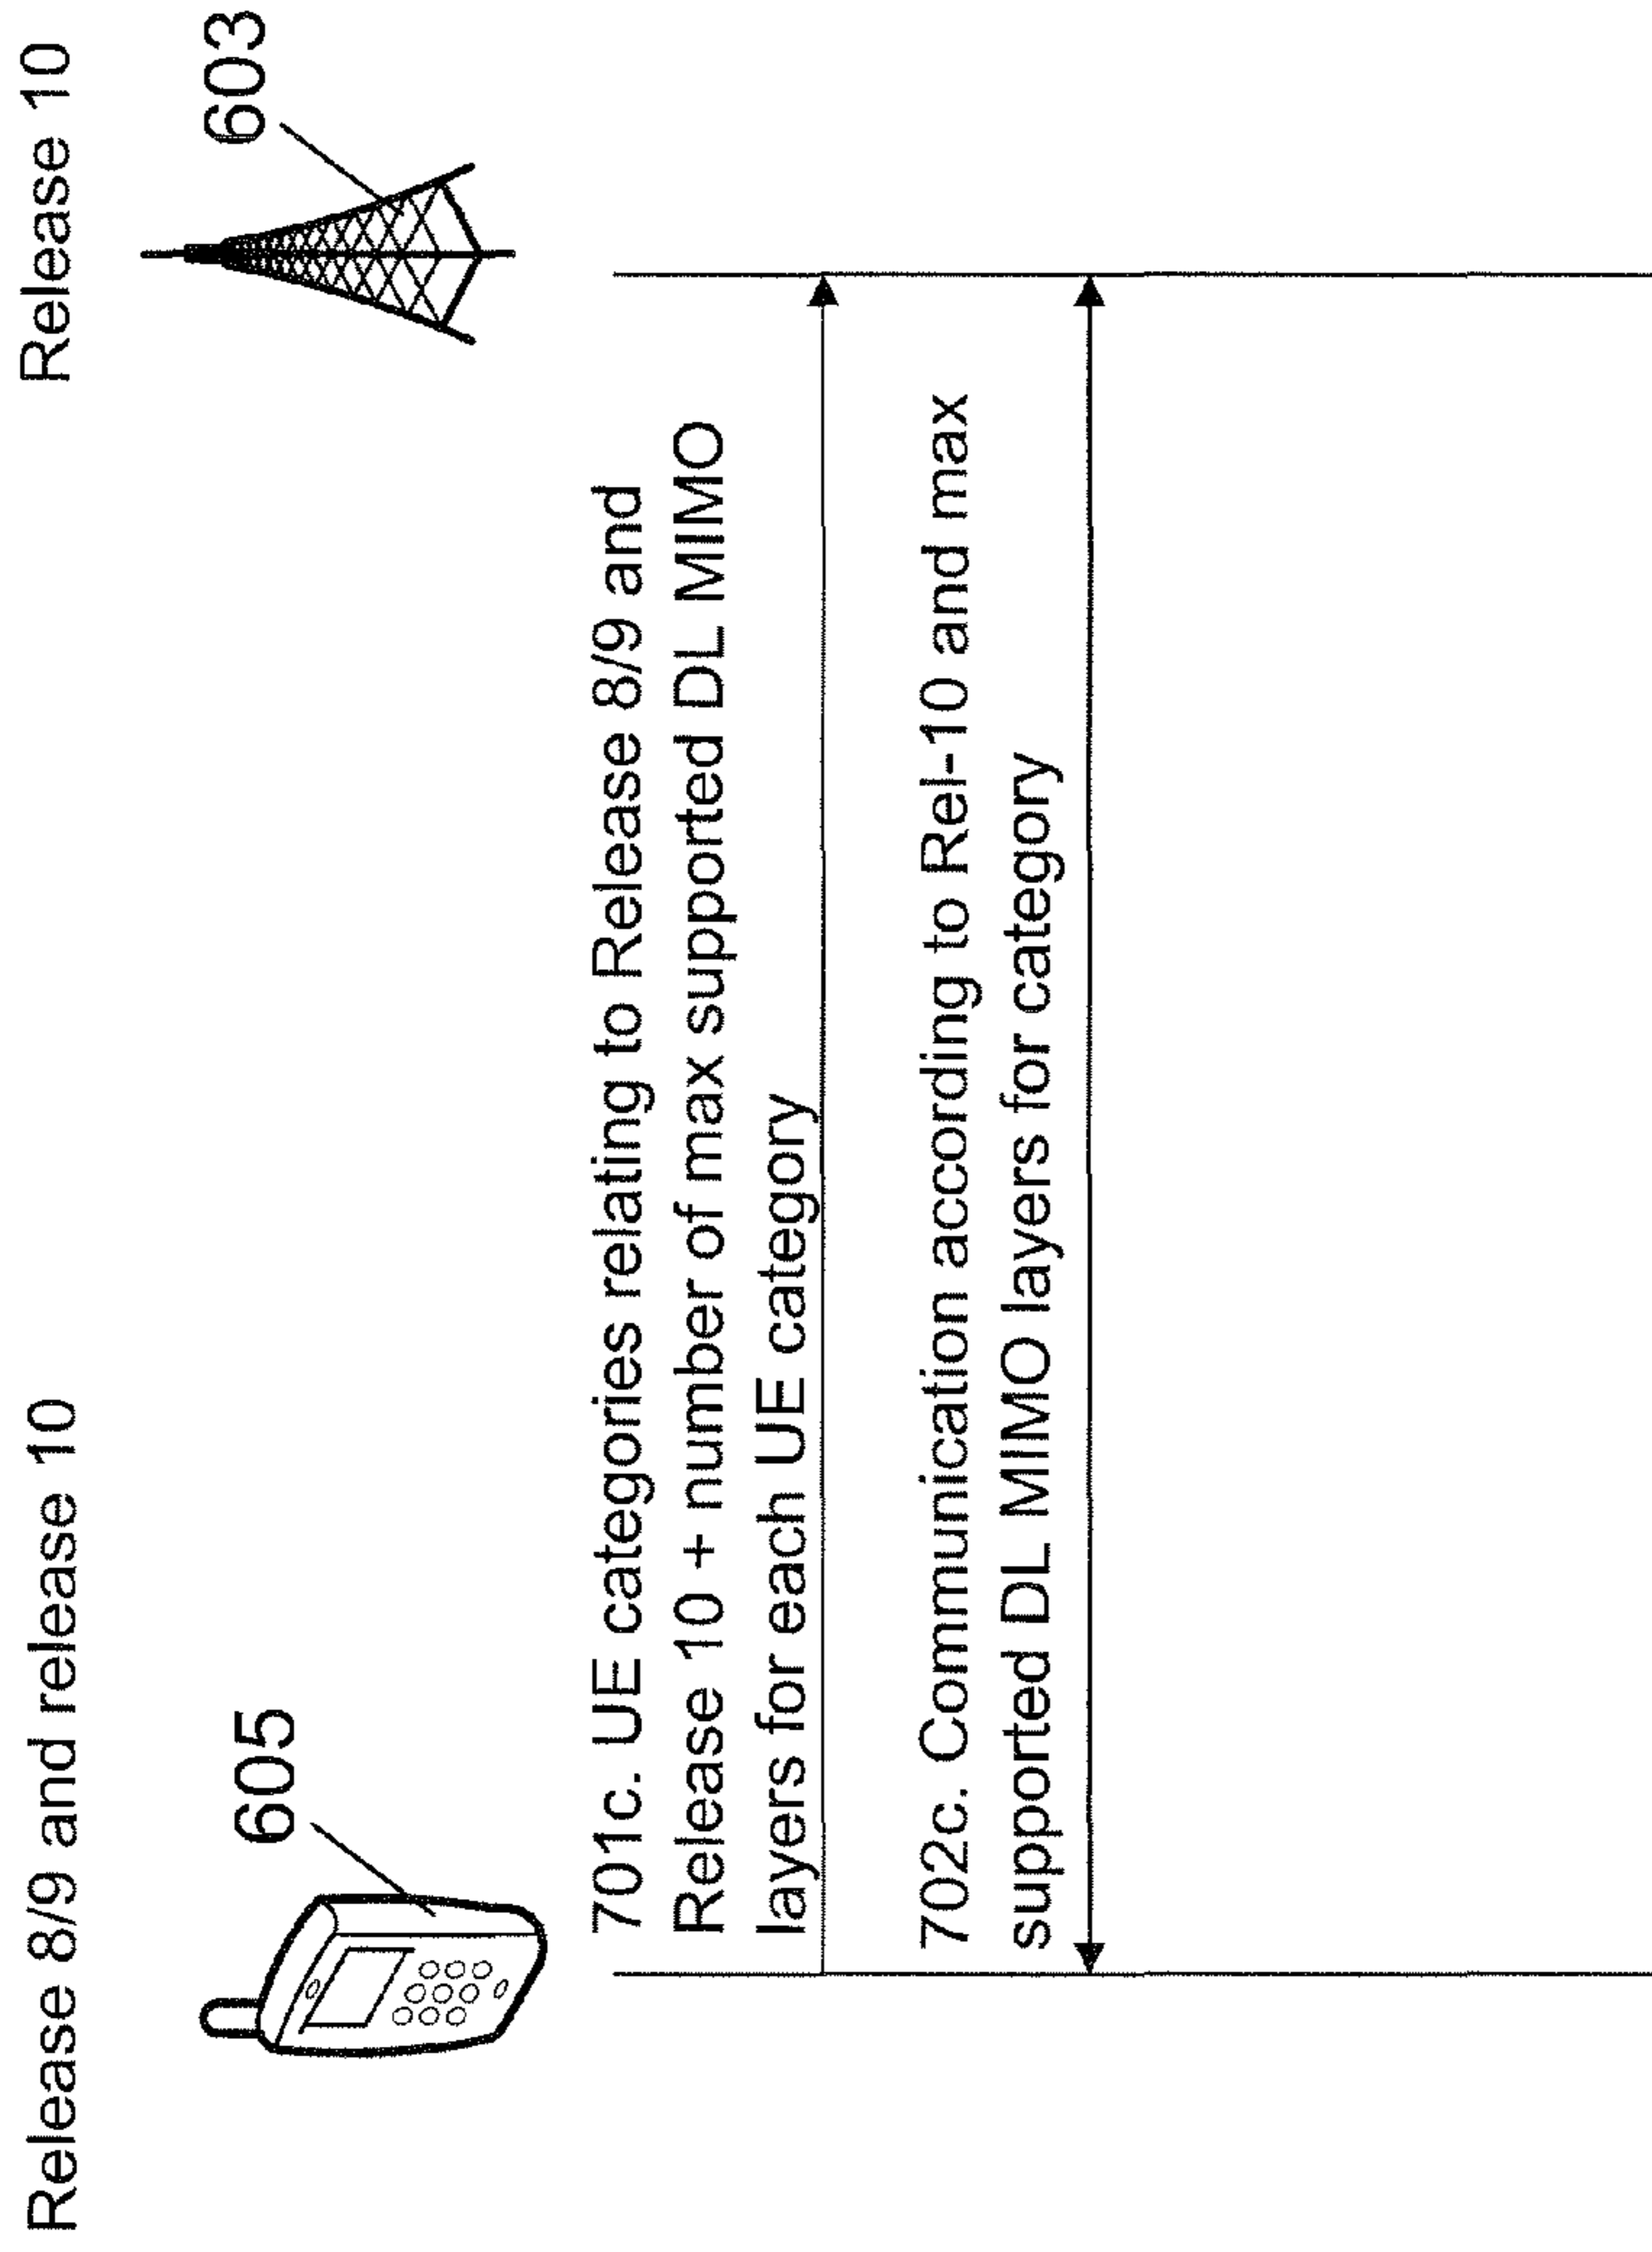 Release 8/9 and release 10
Release 10
605
603
701c. UE categories relating to Release 8/9 and
Release 10 + number of max supported DL MIMO
layers for each UE category
702c. Communication according to Rel-10 and max
supported DL MIMO layers for category